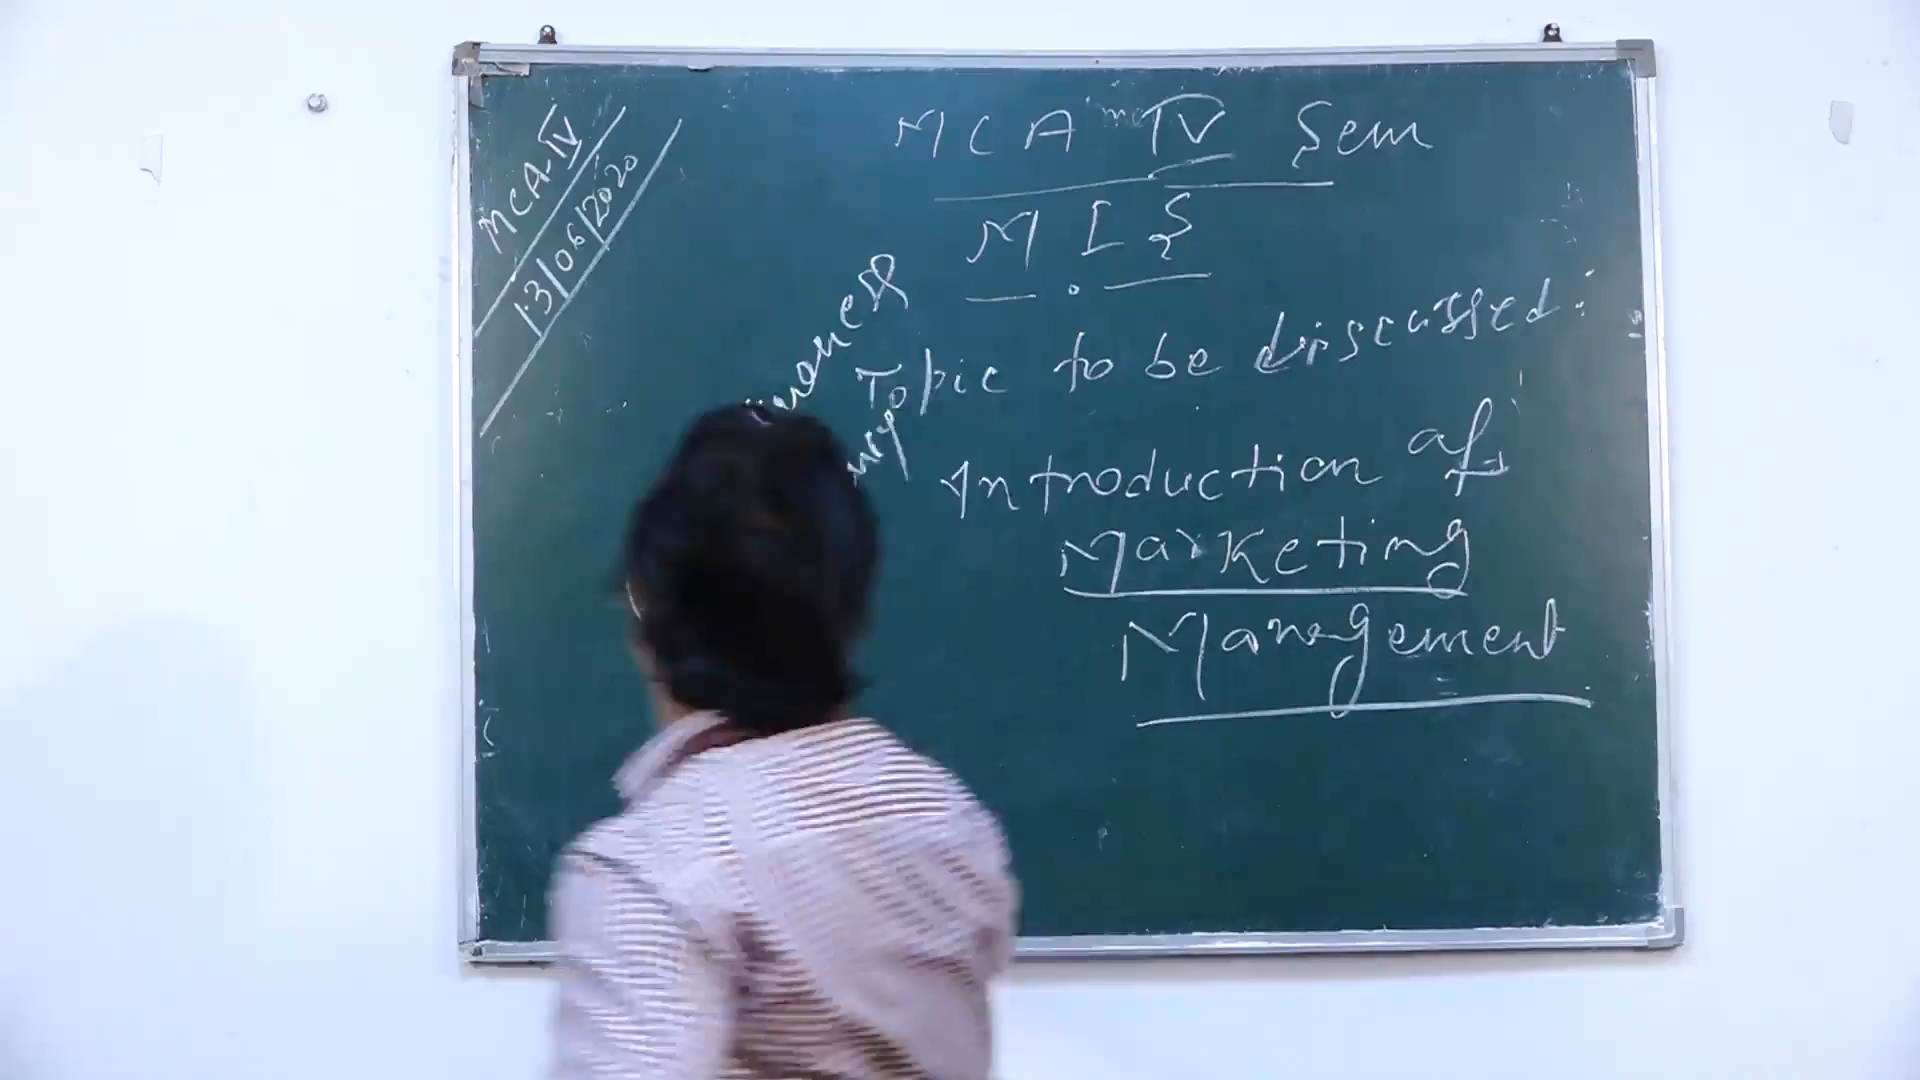 MCA-IV
13/06/2020
MCA IV Sem
M I S
Topic to be discussed:
Introduction of
Marketing
Management